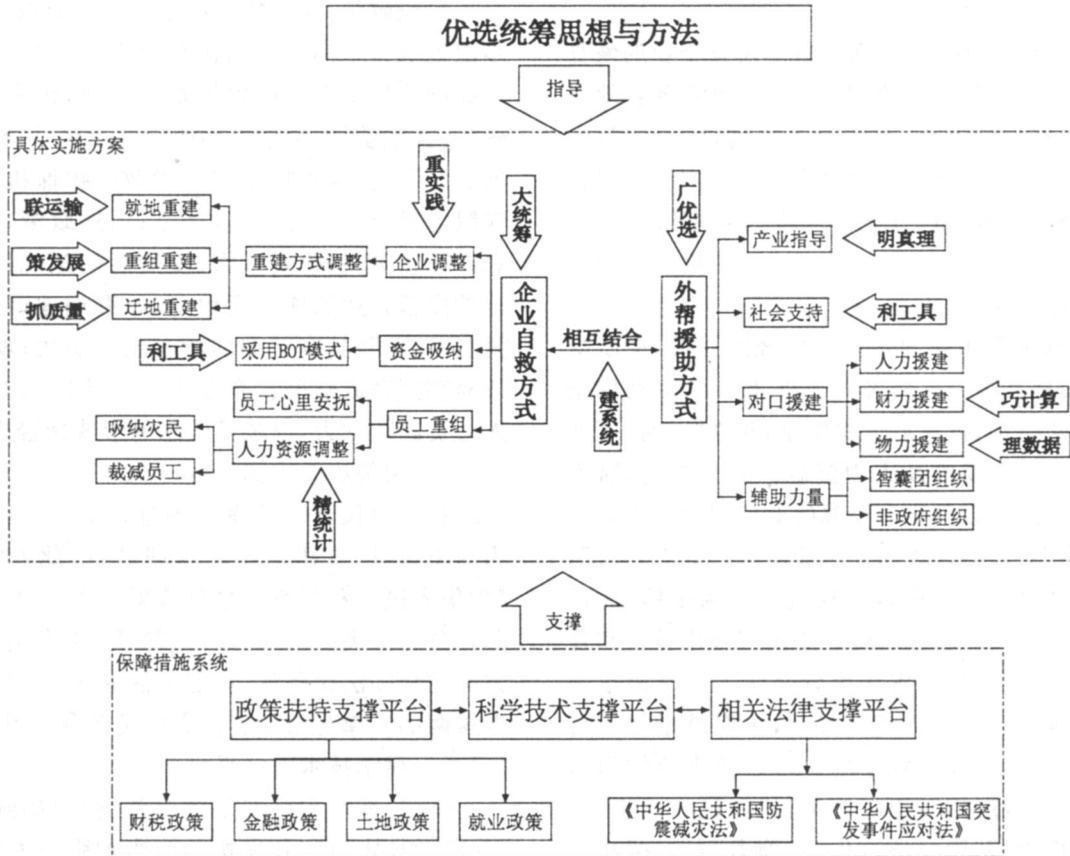 优选统筹思想与方法
指导
具体实施方案
重实践
大统筹
广优选
联运输
就地重建
产业指导
明真理
策发展
重组重建
重建方式调整
企业调整
抓质量
迁地重建
企业自救方式
相互结合
外帮援助方式
社会支持
利工具
利工具
采用BOT模式
资金吸纳
建系统
人力援建
对口援建
财力援建
巧计算
物力援建
理数据
员工心里安抚
员工重组
吸纳灾民
人力资源调整
裁减员工
精统计
辅助力量
智囊团组织
非政府组织
支撑
保障措施系统
政策扶持支撑平台
科学技术支撑平台
相关法律支撑平台
财税政策
金融政策
土地政策
就业政策
《中华人民共和国防
震减灾法》
《中华人民共和国突
发事件应对法》